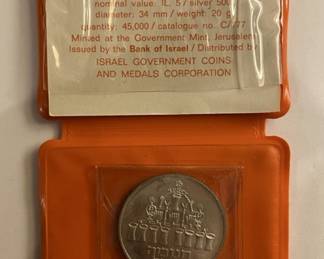 nominal value: IL. 5 / silver 500
diameter: 34 mm / weight: 20 g
quantity: 45,000 / catalogue no.
Minted at the Government Mint, Jerusalem
Issued by the Bank of Israel / Distributed by
ISRAEL GOVERNMENT COINS
AND MEDALS CORPORATION
חנוכה